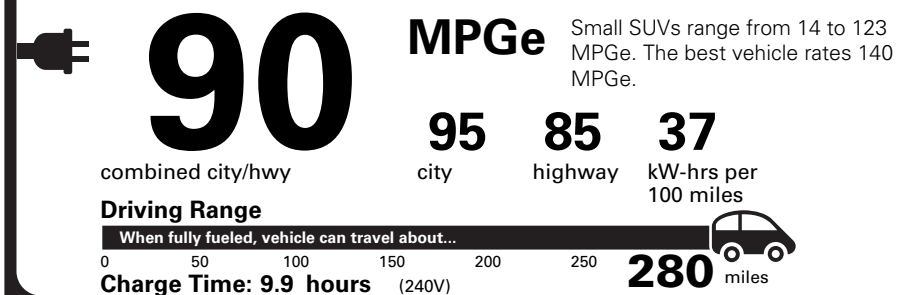 90
MPGe
Small SUVs range from 14 to 123
MPGe. The best vehicle rates 140
MPGe.
combined city/hwy
95
city
85
highway
37
kW-hrs per
100 miles
Driving Range
When fully fueled, vehicle can travel about...
0 50 100 150 200 250 280 miles
Charge Time: 9.9 hours (240V)